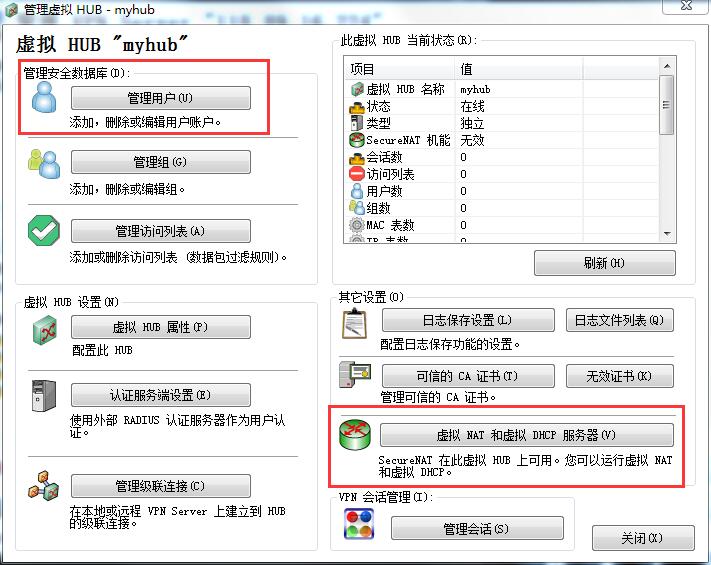 管理虚拟 HUB - myhub
虚拟 HUB "myhub"
管理安全数据库(D):
管理用户(U)
添加，删除或编辑用户账户。
管理组(G)
添加，删除或编辑组。
管理访问列表(A)
添加或删除访问列表 (数据包过滤规则)。
此虚拟 HUB 当前状态(R):
项目 值
虚拟 HUB 名称 myhub
状态 在线
类型 独立
SecureNAT 机能 无效
会话数 0
访问列表 0
用户数 0
组数 0
MAC 表数 0
IP 表数 0
刷新(H)
虚拟 HUB 设置(N)
虚拟 HUB 属性(P)
配置此 HUB
认证服务端设置(E)
使用外部 RADIUS 认证服务器作为用户认
证。
管理级联连接(C)
在本地或远程 VPN Server 上建立到 HUB
的级联连接。
其它设置(O)
日志保存设置(L)
日志文件列表(Q)
配置日志保存功能的设置。
可信的 CA 证书(T)
无效证书(K)
管理可信的 CA 证书。
虚拟 NAT 和虚拟 DHCP 服务器(V)
SecureNAT 在此虚拟 HUB 上可用。您可以运行虚拟 NAT
和虚拟 DHCP。
VPN 会话管理(I):
管理会话(S)
关闭(X)